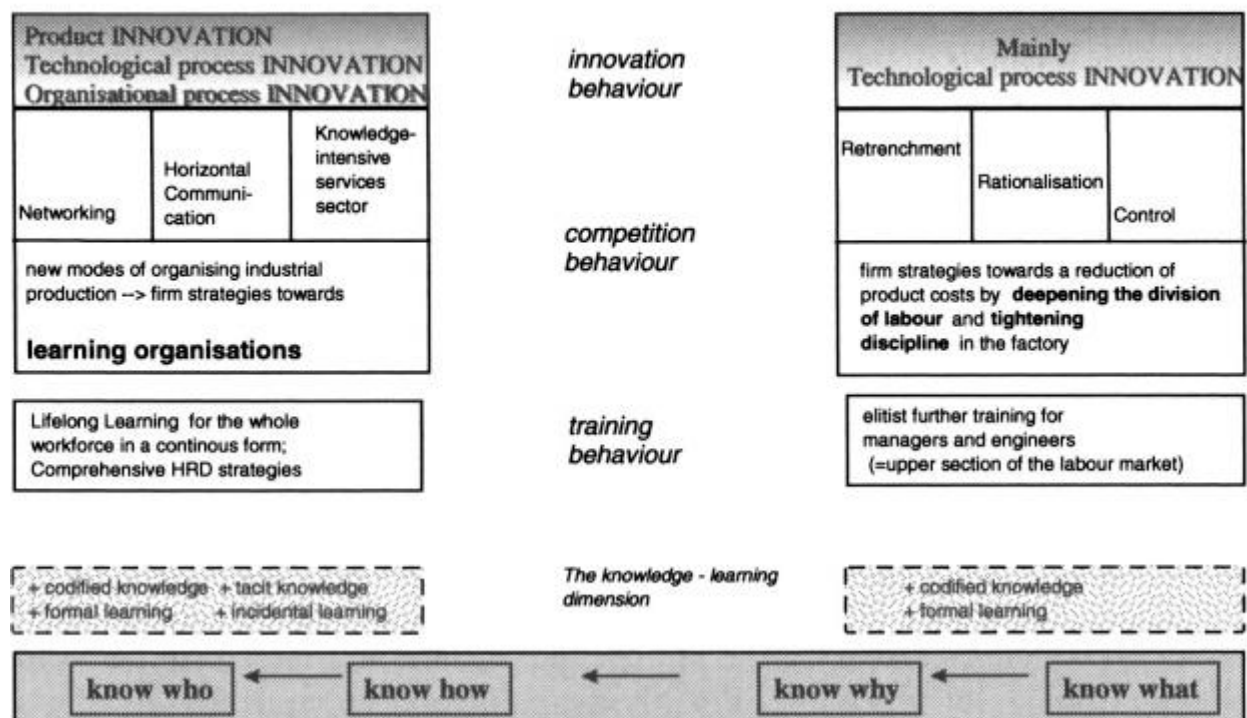 Product INNOVATION
Technological process INNOVATION
Organisational process INNOVATION
Networking
Horizontal
Communi-
cation
Knowledge-
intensive
services
sector
new modes of organising industrial
production --> firm strategies towards
learning organisations
Lifelong Learning for the whole
workforce in a continous form;
Comprehensive HRD strategies
+ codified knowledge + tacit knowledge
+ formal learning + incidental learning
innovation
behaviour
competition
behaviour
training
behaviour
The knowledge - learning
dimension
Mainly
Technological process INNOVATION
Retrenchment
Rationalisation
Control
firm strategies towards a reduction of
product costs by deepening the division
of labour and tightening
discipline in the factory
elitist further training for
managers and engineers
(=upper section of the labour market)
+ codified knowledge
+ formal learning
know who know how know why know what